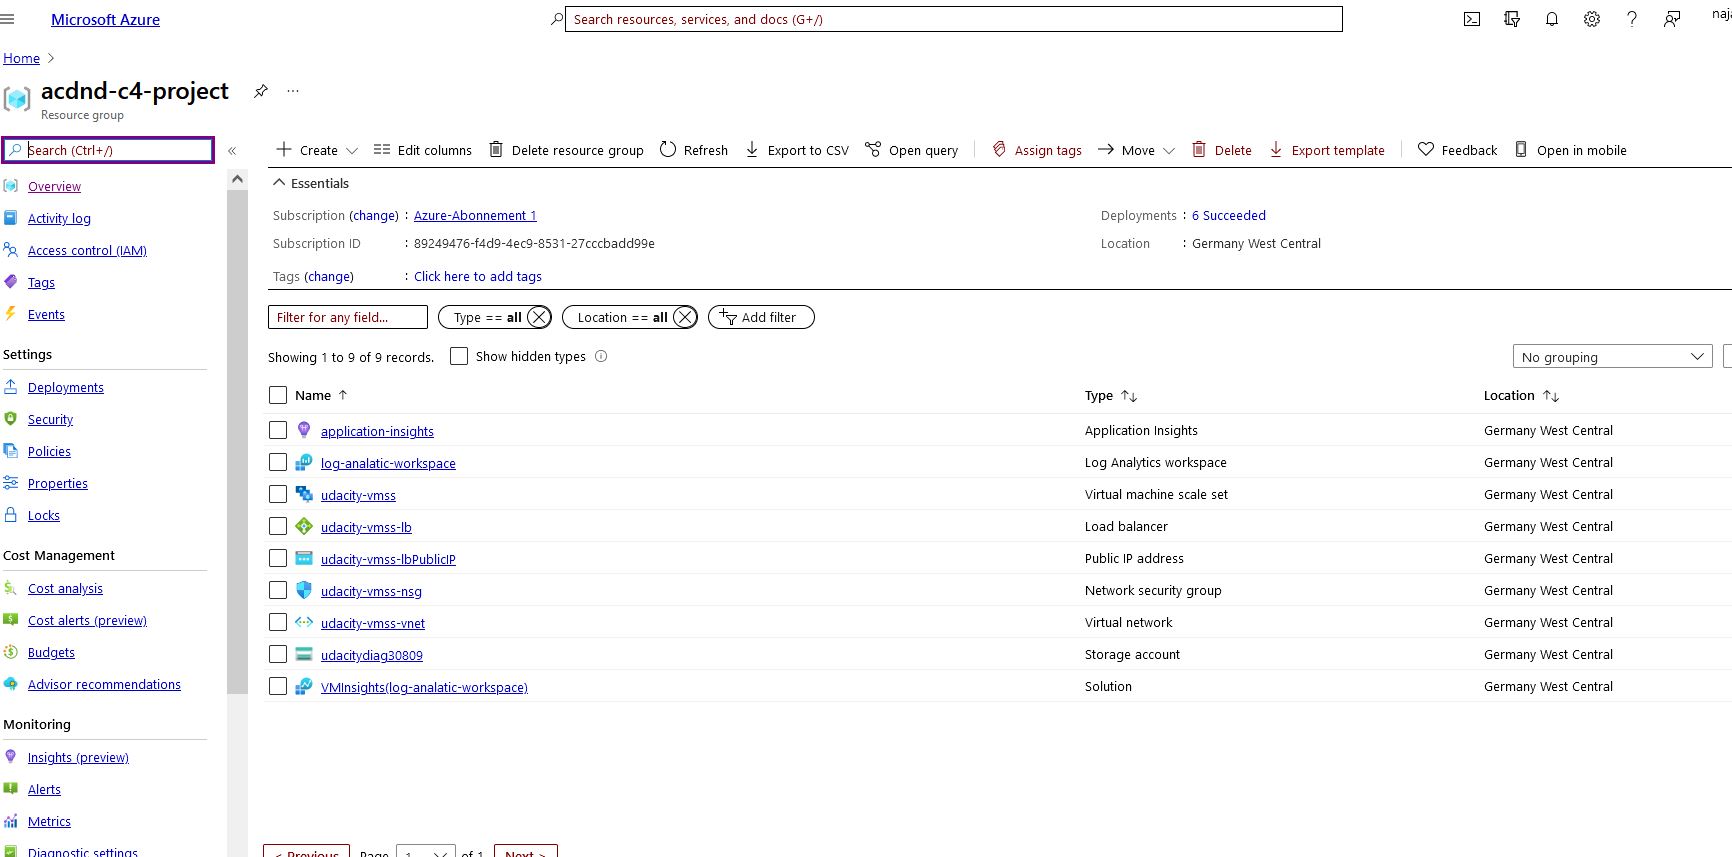 Microsoft Azure
Search resources, services, and docs (G+/)
naja
Home
acdnd-c4-project
Resource group
Search (Ctrl+/)
«
Overview
Activity log
Access control (IAM)
Tags
Events
Settings
Deployments
Security
Policies
Properties
Locks
Cost Management
Cost analysis
Cost alerts (preview)
Budgets
Advisor recommendations
Monitoring
Insights (preview)
Alerts
Metrics
Diagnostic settings
Create Edit columns Delete resource group Refresh Export to CSV Open query Assign tags Move Delete Export template Feedback Open in mobile
Essentials
Subscription (change) : Azure-Abonnement 1
Subscription ID : 89249476-f4d9-4ec9-8531-27cccbadd99e
Tags (change) : Click here to add tags
Deployments : 6 Succeeded
Location : Germany West Central
Filter for any field... Type == all Location == all Add filter
Showing 1 to 9 of 9 records. Show hidden types No grouping
Name ↑ Type ↑↓ Location ↑↓
application-insights Application Insights Germany West Central
log-analatic-workspace Log Analytics workspace Germany West Central
udacity-vmss Virtual machine scale set Germany West Central
udacity-vmss-lb Load balancer Germany West Central
udacity-vmss-lbPublicIP Public IP address Germany West Central
udacity-vmss-nsg Network security group Germany West Central
udacity-vmss-vnet Virtual network Germany West Central
udacitydiag30809 Storage account Germany West Central
VMInsights(log-analatic-workspace) Solution Germany West Central
< Previous Page 1 of 1 Next >